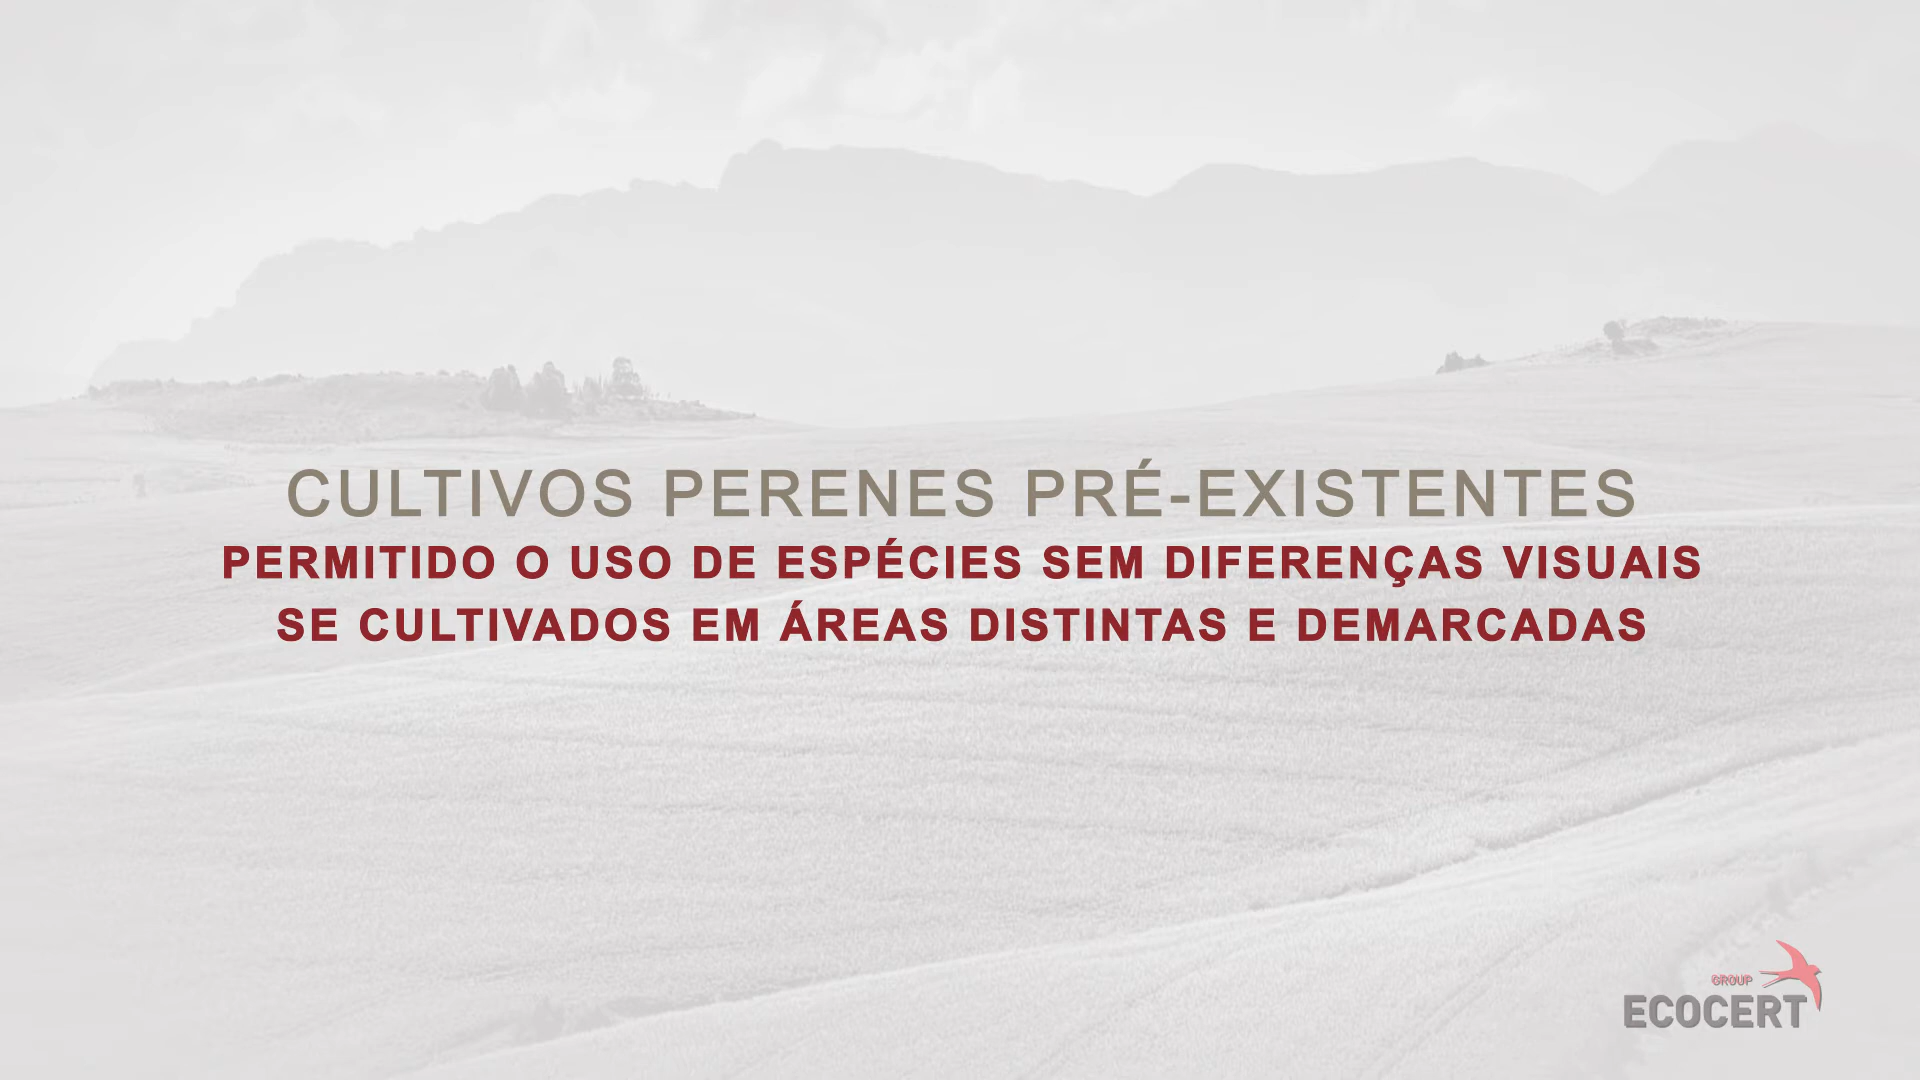 CULTIVOS PERENES PRÉ-EXISTENTES
PERMITIDO O USO DE ESPÉCIES SEM DIFERENÇAS VISUAIS
SE CULTIVADOS EM ÁREAS DISTINTAS E DEMARCADAS
GROUP
ECOCERT